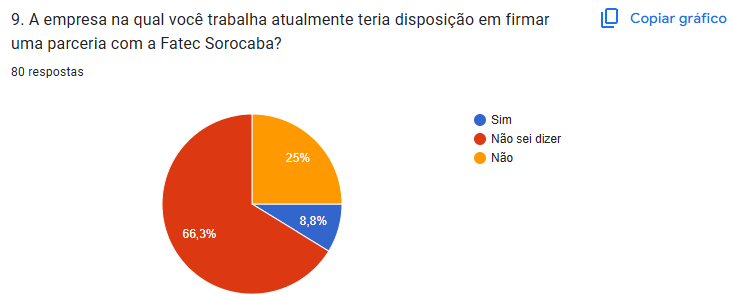 9. A empresa na qual você trabalha atualmente teria disposição em firmar
uma parceria com a Fatec Sorocaba?
Copiar gráfico
80 respostas
Sim
Não sei dizer
Não
25%
8,8%
66,3%